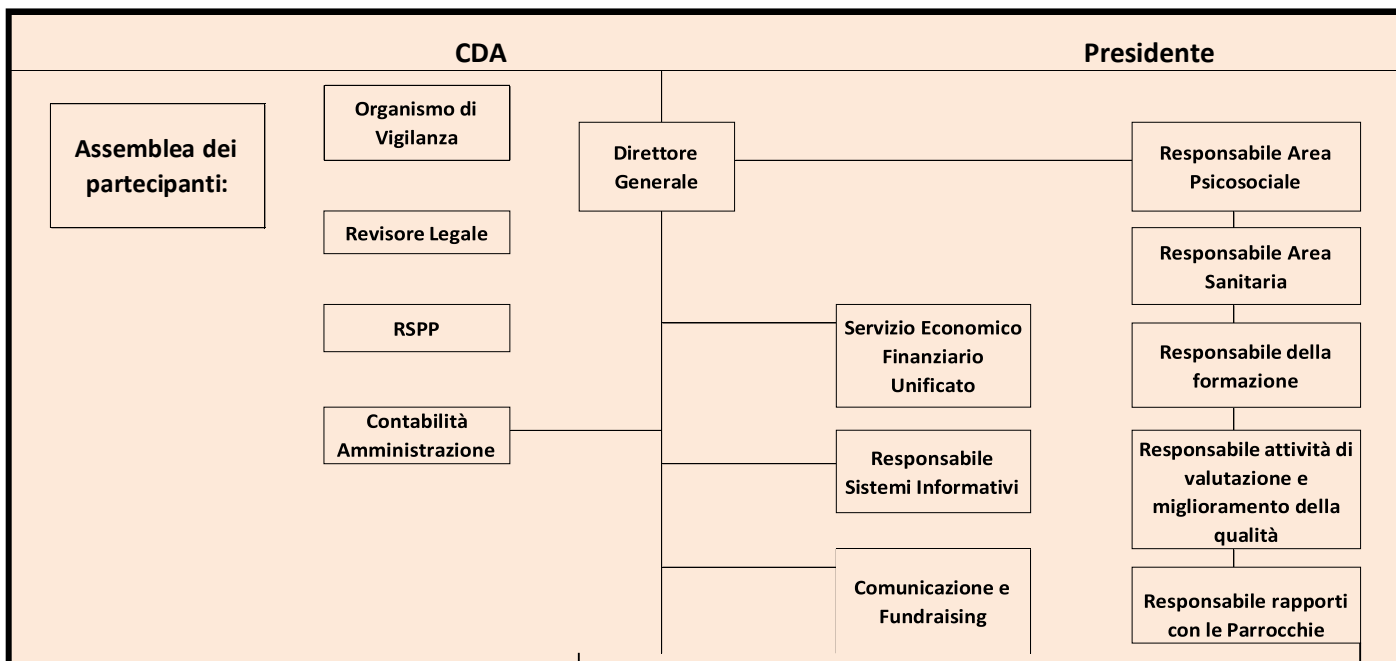 CDA
Presidente
Assemblea dei
partecipanti:
Organismo di
Vigilanza
Revisore Legale
RSPP
Contabilità
Amministrazione
Direttore
Generale
Servizio Economico
Finanziario
Unificato
Responsabile
Sistemi Informativi
Comunicazione e
Fundraising
Responsabile Area
Psicosociale
Responsabile Area
Sanitaria
Responsabile della
formazione
Responsabile attività di
valutazione e
miglioramento della
qualità
Responsabile rapporti
con le Parrocchie